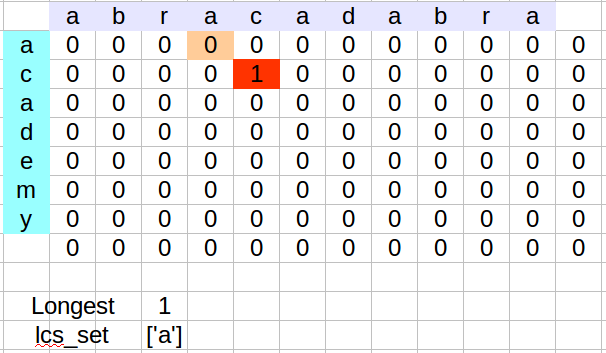 a b r a c a d a b r a
a 0 0 0 0 0 0 0 0 0 0 0 0
c 0 0 0 0 1 0 0 0 0 0 0 0
a 0 0 0 0 0 0 0 0 0 0 0 0
d 0 0 0 0 0 0 0 0 0 0 0 0
e 0 0 0 0 0 0 0 0 0 0 0 0
m 0 0 0 0 0 0 0 0 0 0 0 0
y 0 0 0 0 0 0 0 0 0 0 0 0
0 0 0 0 0 0 0 0 0 0 0 0
Longest 1
lcs_set ['a']